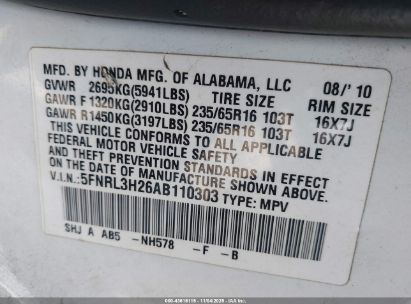 MFD. BY HONDA MFG. OF ALABAMA, LLC 08/' 10
GVWR 2695KG(5941LBS) TIRE SIZE RIM SIZE
GAWR F 1320KG(2910LBS) 235/65R16 103T 16X7J
GAWR R 1450KG(3197LBS) 235/65R16 103T 16X7J
THIS VEHICLE CONFORMS TO ALL APPLICABLE
FEDERAL MOTOR VEHICLE SAFETY
AND THEFT PREVENTION STANDARDS IN EFFECT ON
THE DATE OF MANUFACTURE SHOWN ABOVE.
V.I.N.:5FNRL3H26AB110303 TYPE: MPV
SHJ A AB5 -NH578 -F -B